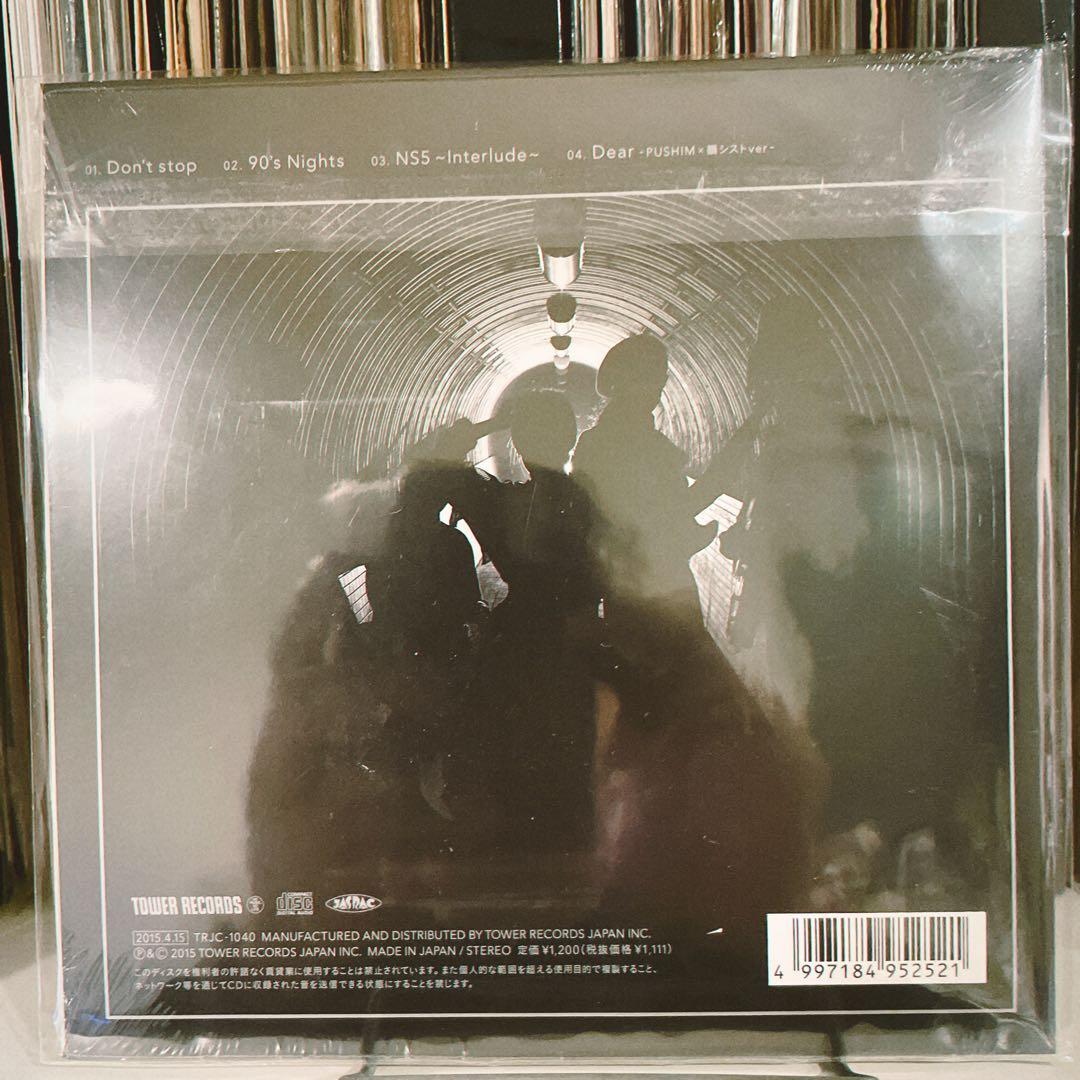 01. Don't stop 02. 90's Nights 03. NS5 ~Interlude~ 04. Dear -PUSHIM×韻シストver-
TOWER RECORDS COMPACT disc DIGITAL AUDIO JASRAC
2015.4.15 TRJC-1040 MANUFACTURED AND DISTRIBUTED BY TOWER RECORDS JAPAN INC.
Ⓟ&Ⓒ 2015 TOWER RECORDS JAPAN INC. MADE IN JAPAN / STEREO 定価 ¥1,200(税抜価格 ¥1,111)
このディスクを権利者の許諾なく賃貸業に使用することは禁止されています。また個人的な範囲を超える使用目的で複製すること、
ネットワーク等を通じてCDに収録された音を送信できる状態にすることを禁じます。
4 997184 952521